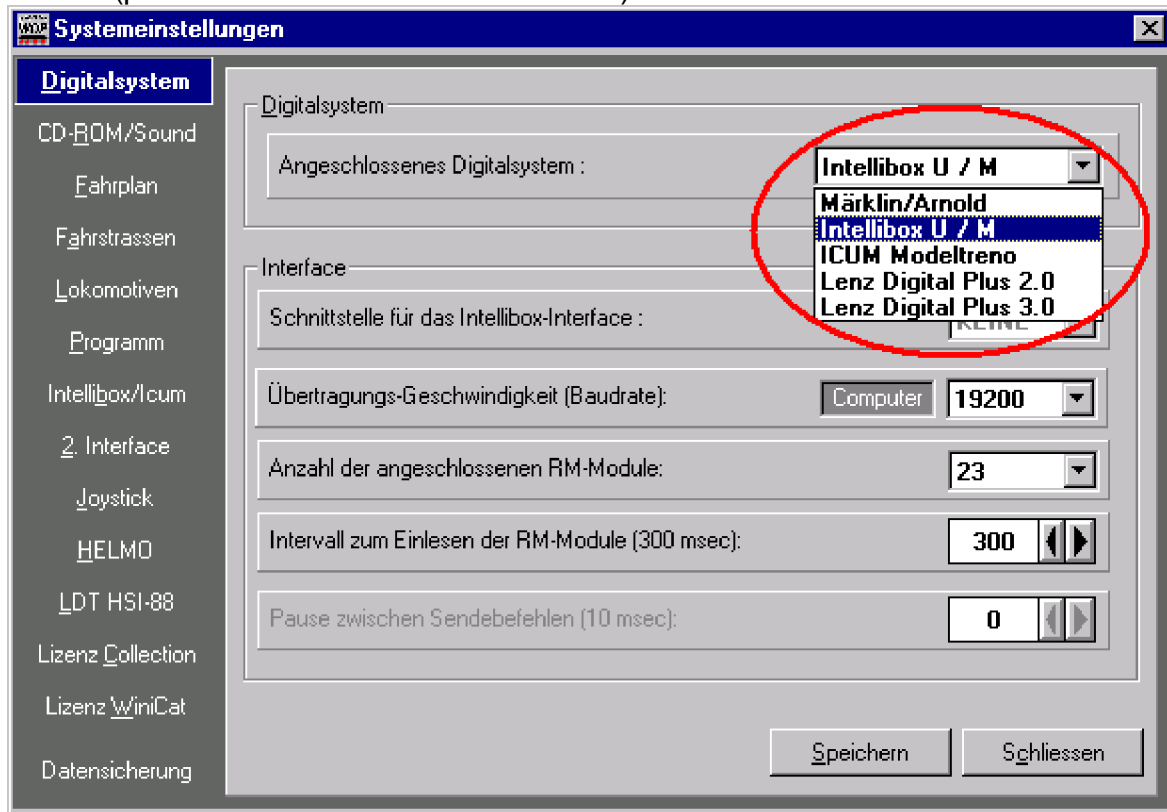 Systemeinstellungen
Digitalsystem
CD-ROM/Sound
Fahrplan
Fahrstrassen
Lokomotiven
Programm
Intellibox/Icum
2. Interface
Joystick
HELMO
LDT HSI-88
Lizenz Collection
Lizenz WiniCat
Datensicherung
Digitalsystem
Angeschlossenes Digitalsystem :
Intellibox U / M
Märklin/Arnold
Intellibox U / M
ICUM Modeltreno
Lenz Digital Plus 2.0
Lenz Digital Plus 3.0
Interface
Schnittstelle für das Intellibox-Interface :
KEINE
Übertragungs-Geschwindigkeit (Baudrate): Computer 19200
Anzahl der angeschlossenen RM-Module: 23
Intervall zum Einlesen der RM-Module (300 msec): 300
Pause zwischen Sendebefehlen (10 msec): 0
Speichern Schliessen